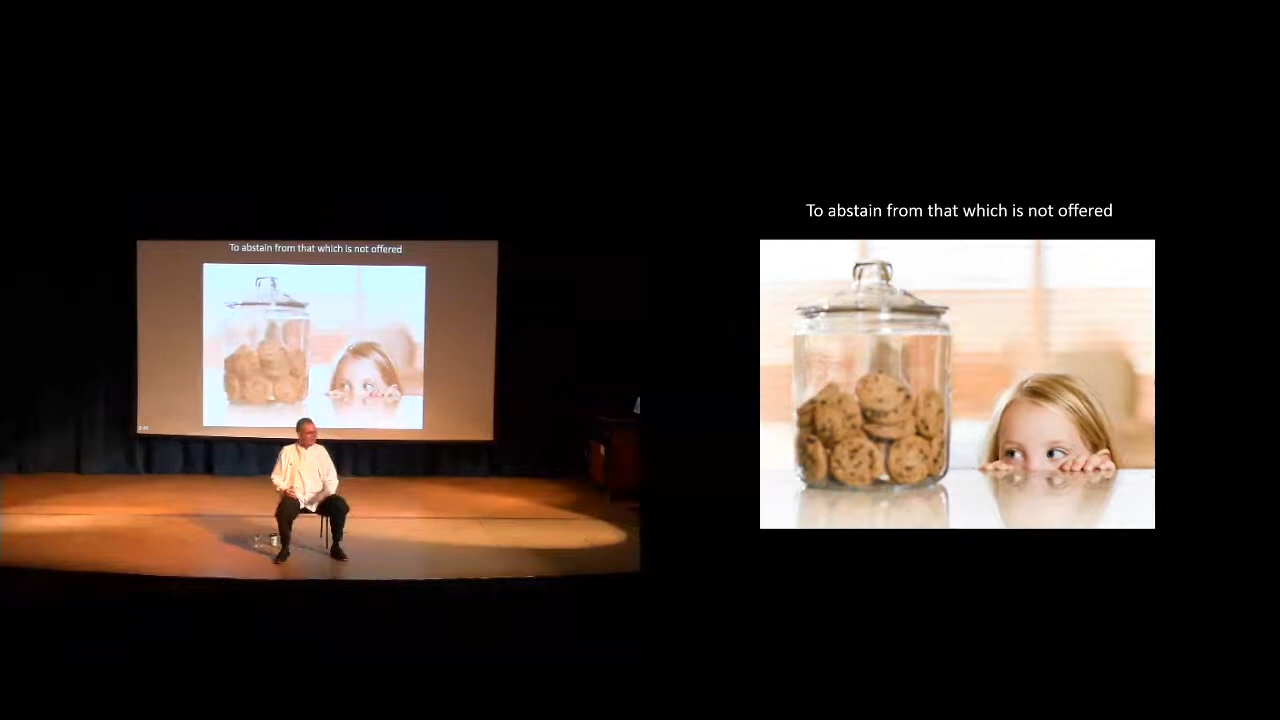 To abstain from that which is not offered
To abstain from that which is not offered